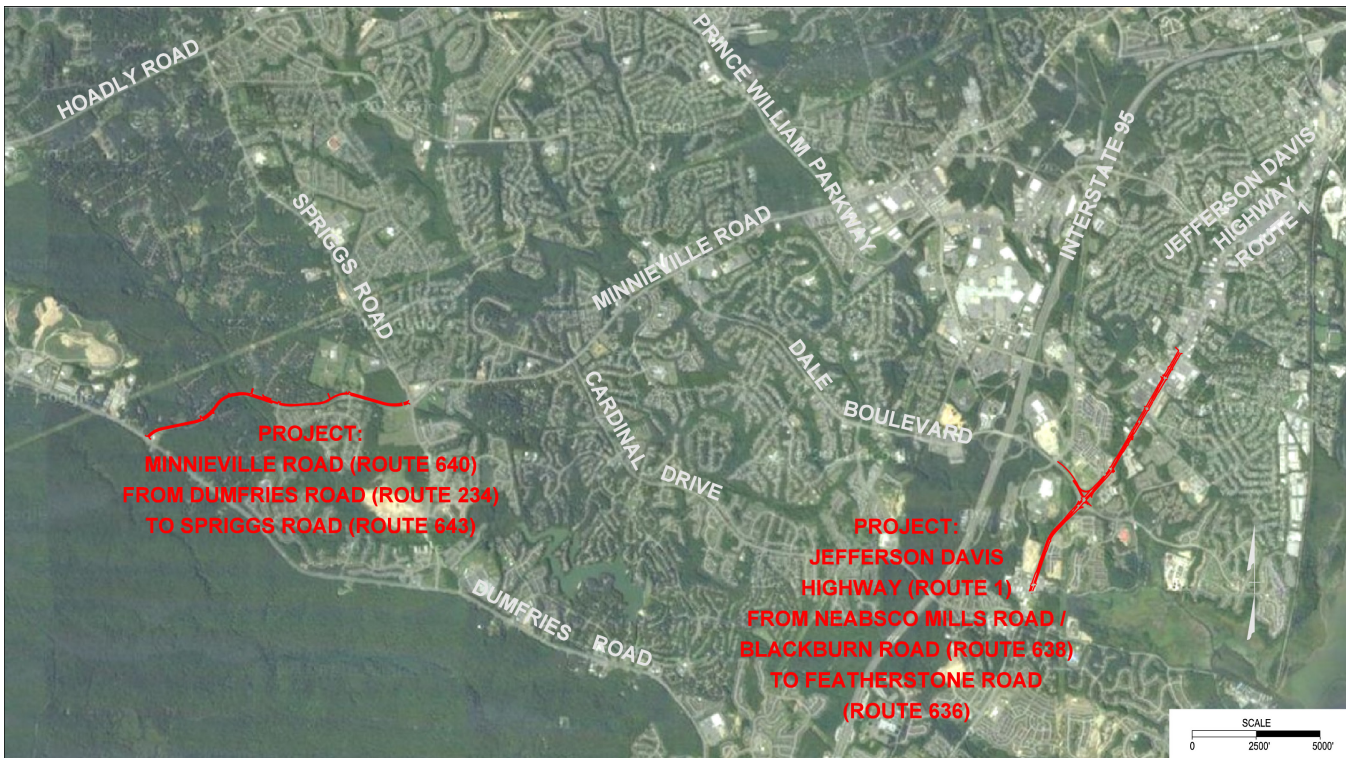 HOADLY ROAD
PRINCE WILLIAM PARKWAY
INTERSTATE 95
JEFFERSON DAVIS
HIGHWAY
ROUTE 1
SPRIGGS ROAD
MINNIEVILLE ROAD
DALE BOULEVARD
CARDINAL DRIVE
DUMFRIES ROAD
PROJECT:
MINNIEVILLE ROAD (ROUTE 640)
FROM DUMFRIES ROAD (ROUTE 234)
TO SPRIGGS ROAD (ROUTE 643)
PROJECT:
JEFFERSON DAVIS
HIGHWAY (ROUTE 1)
FROM NEABSCO MILLS ROAD /
BLACKBURN ROAD (ROUTE 638)
TO FEATHERSTONE ROAD
(ROUTE 636)
SCALE
0 2500' 5000'